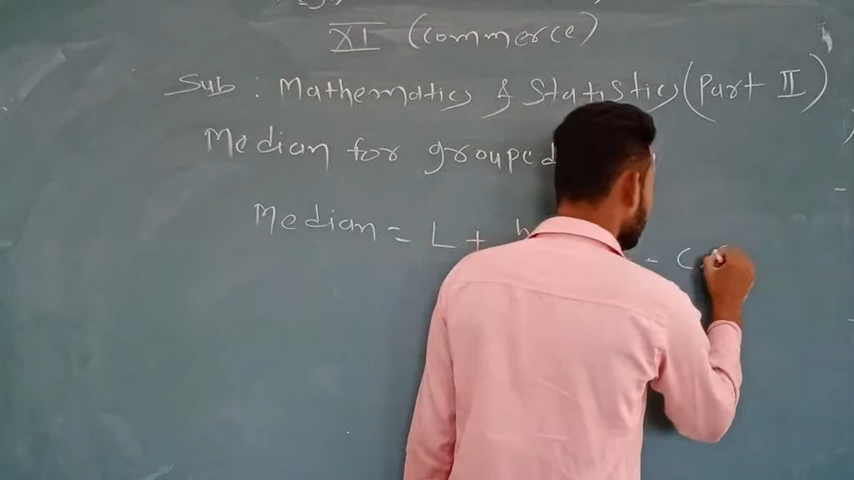 XI (commerce)
Sub : Mathematics & Statistics (Part II)
Median for grouped
Median = L + h - c.